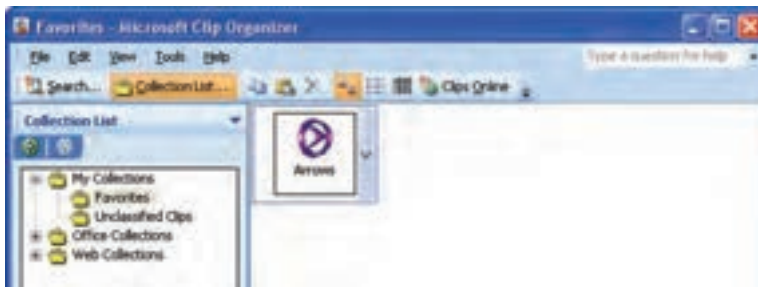 Favorites - Microsoft Clip Organizer
File Edit View Tools Help
Type a question for help
Search... Collection List... Clips Online
Collection List
Arrows
My Collections
Favorites
Unclassified Clips
Office Collections
Web Collections